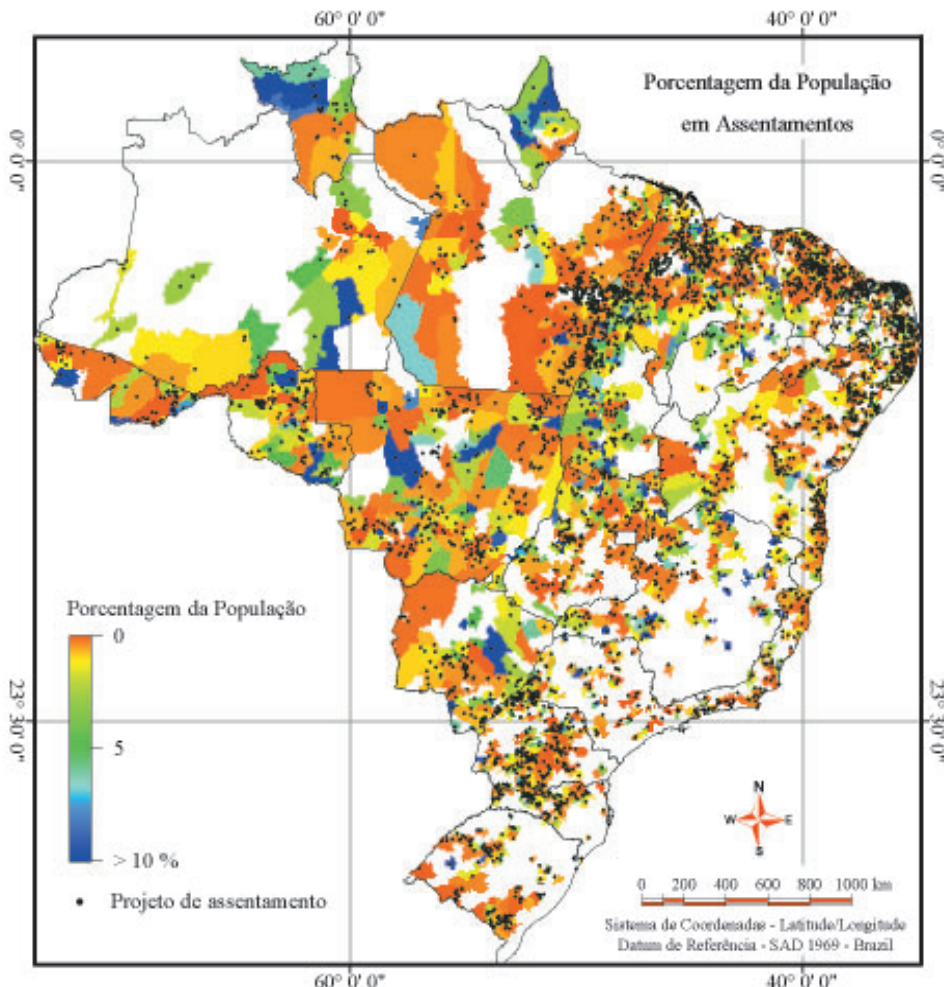 60° 0' 0"
40° 0' 0"
Porcentagem da População
em Assentamentos
0° 0' 0"
0° 0' 0"
Porcentagem da População
0
5
> 10 %
Projeto de assentamento
23° 30' 0"
23° 30' 0"
N
W
E
S
0 200 400 600 800 1000 km
Sistema de Coordenadas - Latitude/Longitude
Datum de Referência - SAD 1969 - Brazil
60° 0' 0"
40° 0' 0"